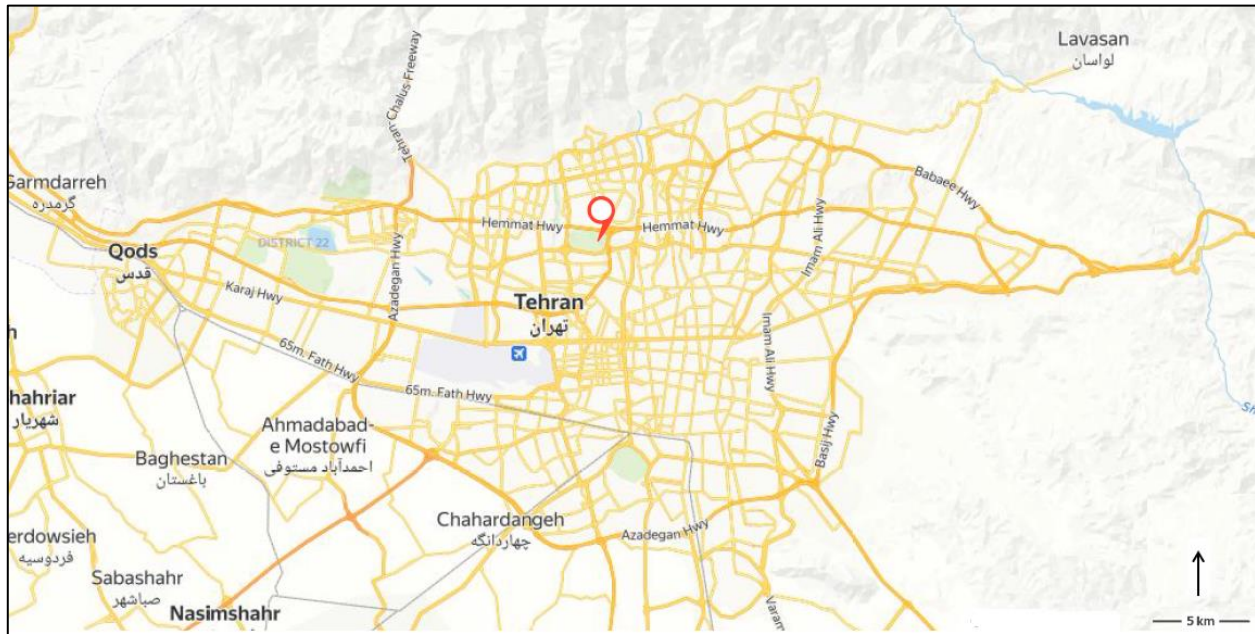 Lavasan
لواسان
Tehran-Chalus Freeway
Garmdarreh
گرمدره
Babaee Hwy
Hemmat Hwy
Hemmat Hwy
DISTRICT 22
Qods
قدس
Azadegan Hwy
Imam Ali Hwy
Karaj Hwy
Tehran
تهران
65m. Fath Hwy
Imam Ali Hwy
65m. Fath Hwy
hahriar
شهریار
Ahmadabad-
e Mostowfi
احمدآباد مستوفی
Baghestan
باغستان
Basij Hwy
Chahardangeh
چهاردانگه
Azadegan Hwy
erdowsieh
فردوسیه
Sabashahr
صباشهر
Nasimshahr
Varam
5 km